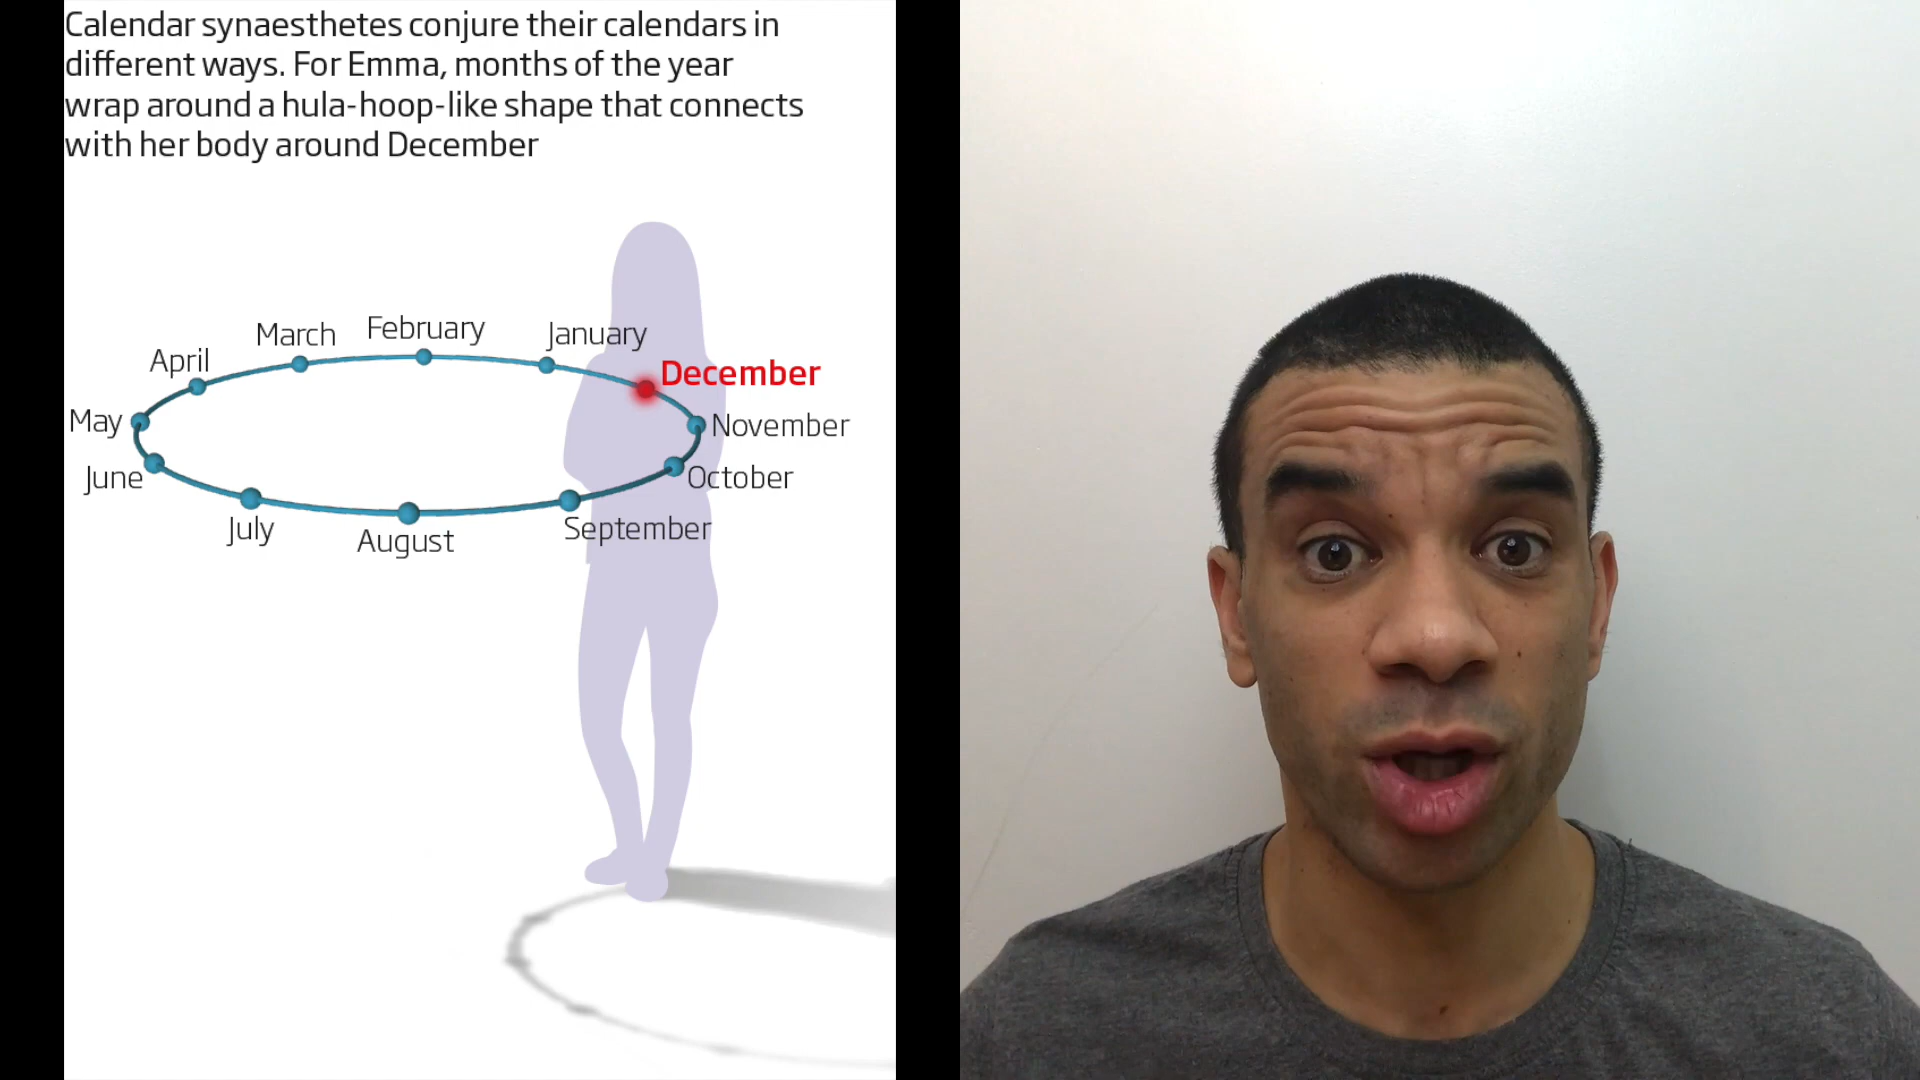 Calendar synaesthetes conjure their calendars in
different ways. For Emma, months of the year
wrap around a hula-hoop-like shape that connects
with her body around December
March
February
January
April
December
May
November
June
October
July
August
September